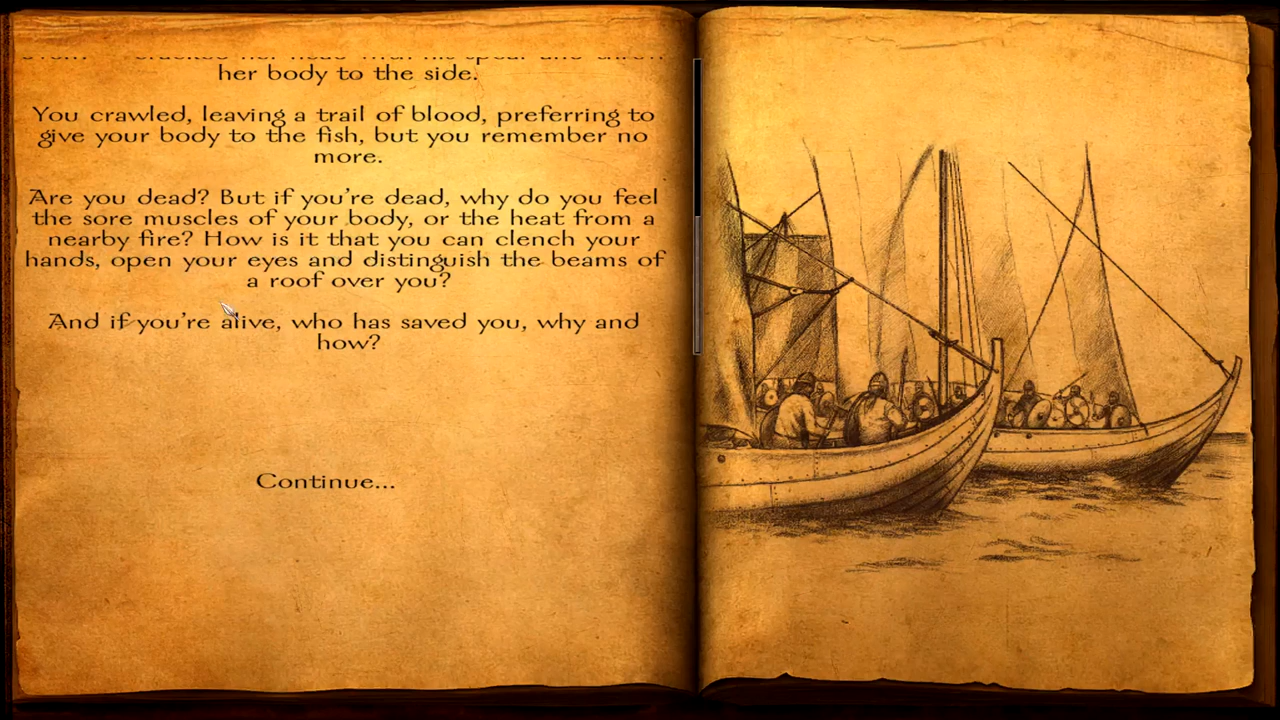 her body to the side.
You crawled, leaving a trail of blood, preferring to
give your body to the fish, but you remember no
more.
Are you dead? But if you're dead, why do you feel
the sore muscles of your body, or the heat from a
nearby fire? How is it that you can clench your
hands, open your eyes and distinguish the beams of
a roof over you?
And if you're alive, who has saved you, why and
how?
Continue...